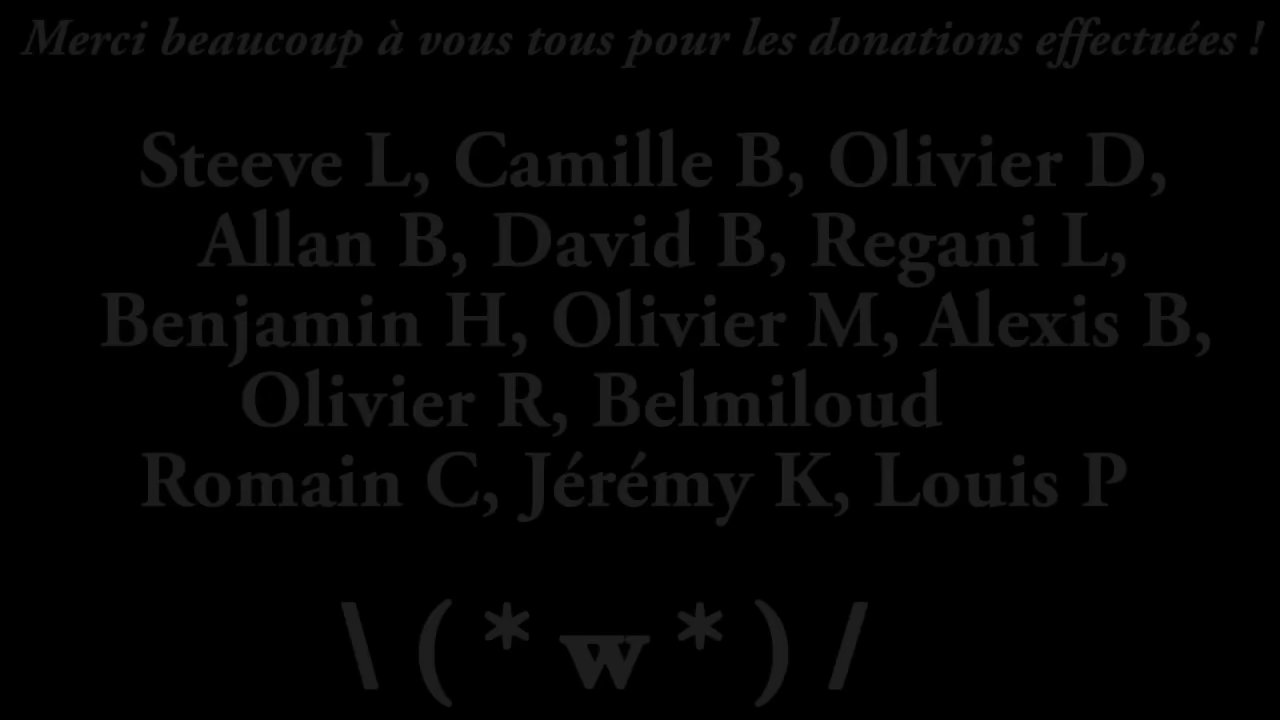 Merci beaucoup à vous tous pour les donations effectuées !
Steeve L, Camille B, Olivier D,
Allan B, David B, Regani L,
Benjamin H, Olivier M, Alexis B,
Olivier R, Belmiloud
Romain C, Jérémy K, Louis P
\ ( * w * ) /